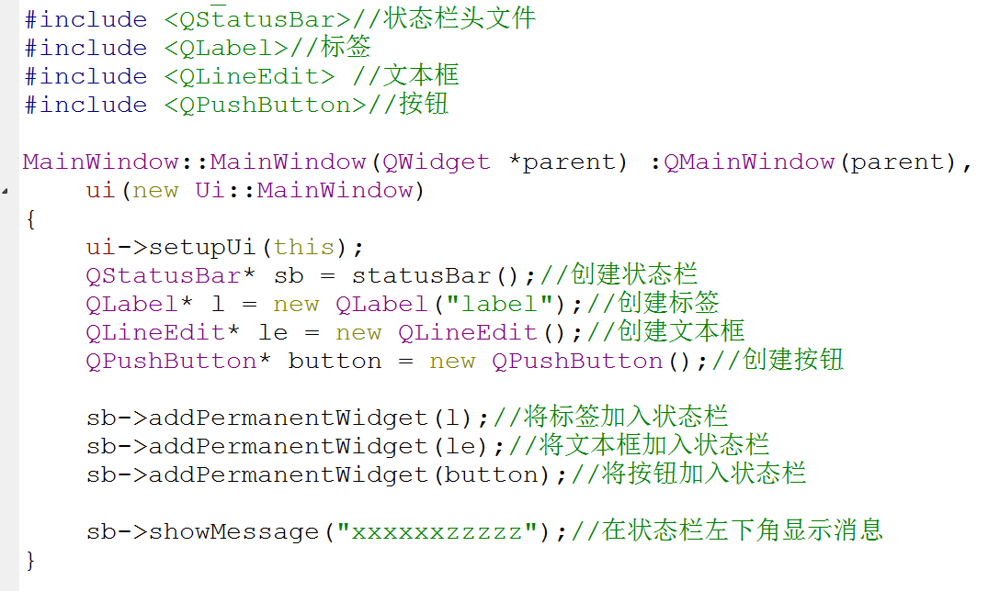 #include <QStatusBar>//状态栏头文件
#include <QLabel>//标签
#include <QLineEdit> //文本框
#include <QPushButton>//按钮
MainWindow::MainWindow(QWidget *parent) :QMainWindow(parent),
    ui(new Ui::MainWindow)
{
    ui->setupUi(this);
    QStatusBar* sb = statusBar();//创建状态栏
    QLabel* l = new QLabel("label");//创建标签
    QLineEdit* le = new QLineEdit();//创建文本框
    QPushButton* button = new QPushButton();//创建按钮
    sb->addPermanentWidget(l);//将标签加入状态栏
    sb->addPermanentWidget(le);//将文本框加入状态栏
    sb->addPermanentWidget(button);//将按钮加入状态栏
    sb->showMessage("xxxxxxzzzzz");//在状态栏左下角显示消息
}